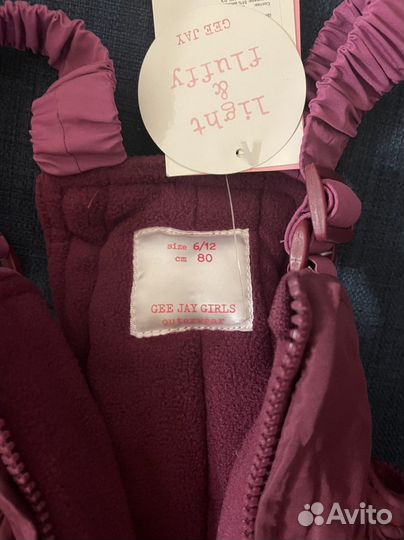 GEE JAY
light
&
fluffy
size 6/12
cm 80
GEE JAY GIRLS
outerwear
Avito